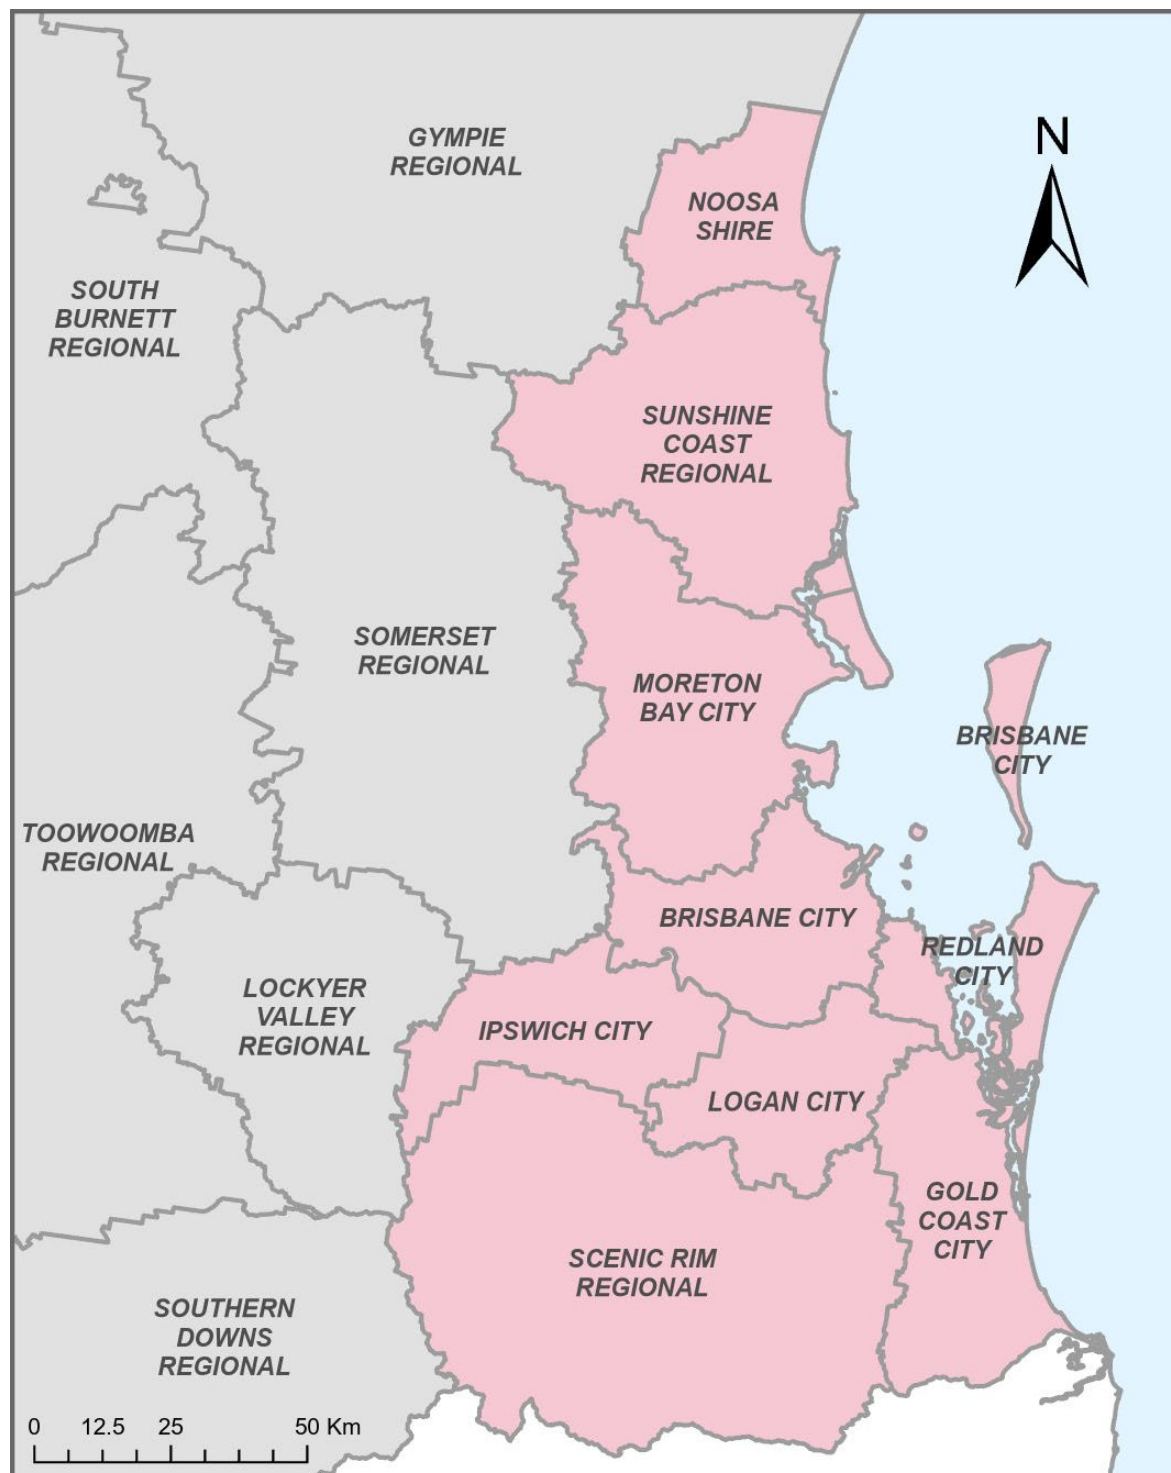 GYMPIE
REGIONAL
N
NOOSA
SHIRE
SOUTH
BURNETT
REGIONAL
SUNSHINE
COAST
REGIONAL
SOMERSET
REGIONAL
MORETON
BAY CITY
BRISBANE
CITY
TOOWOOMBA
REGIONAL
BRISBANE CITY
REDLAND
CITY
LOCKYER
VALLEY
REGIONAL
IPSWICH CITY
LOGAN CITY
GOLD
COAST
CITY
SCENIC RIM
REGIONAL
SOUTHERN
DOWNS
REGIONAL
0 12.5 25 50 Km